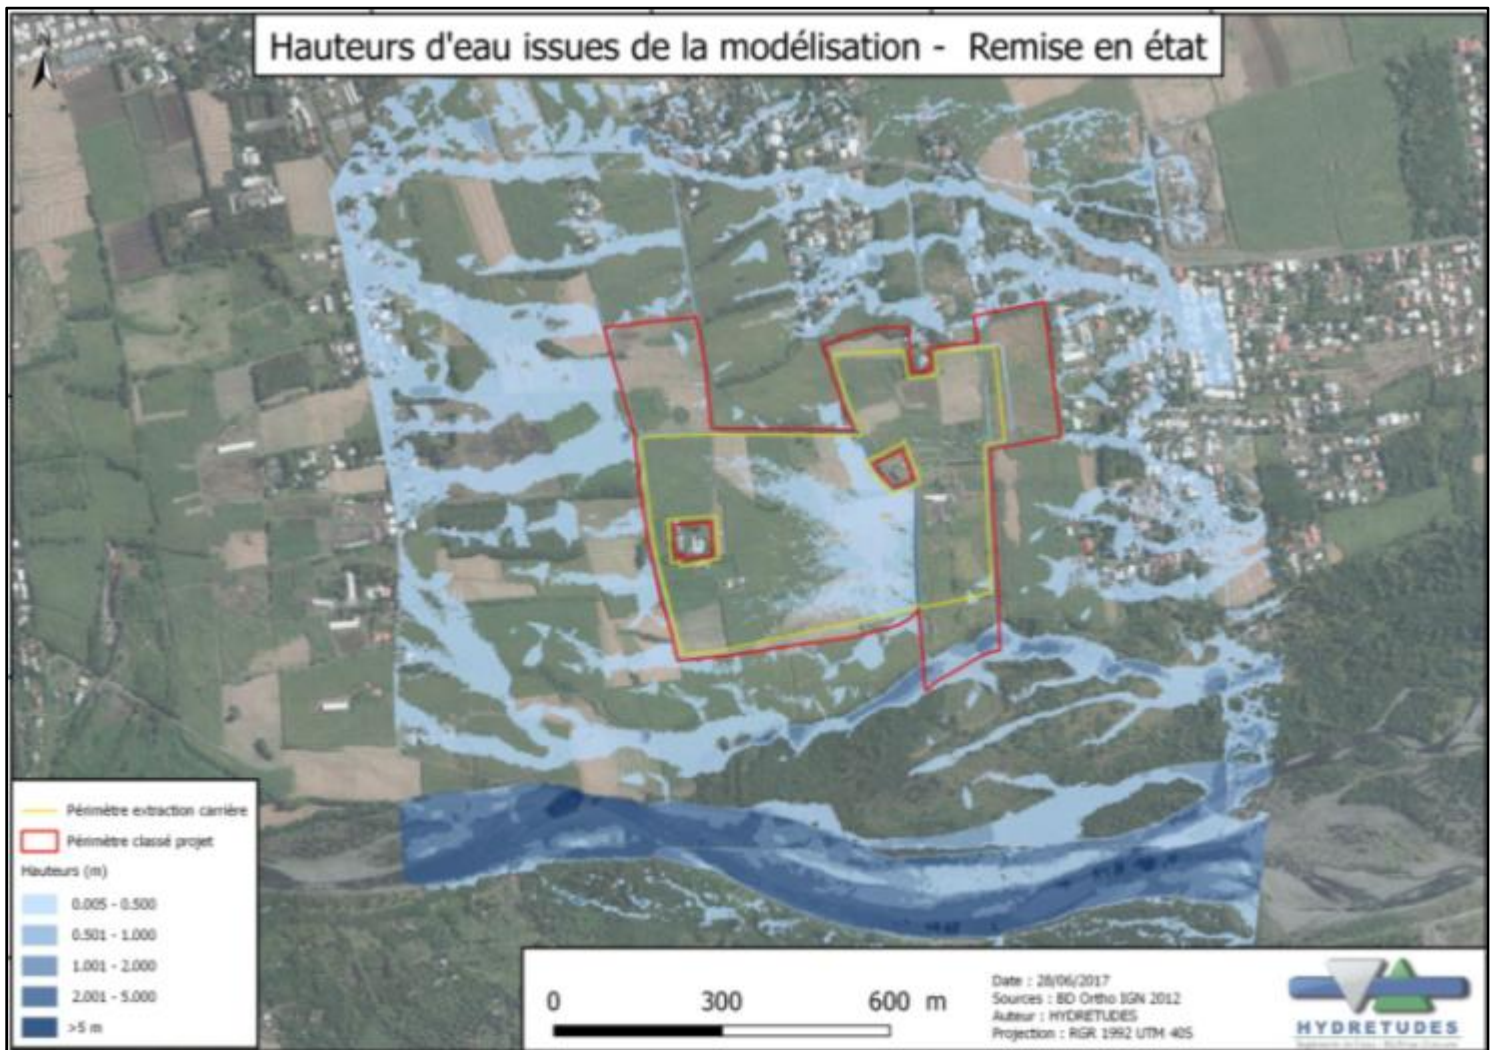 Hauteurs d'eau issues de la modélisation - Remise en état
N
Périmètre extraction carrière
Périmètre classé projet
Hauteurs (m)
0.005 - 0.500
0.501 - 1.000
1.001 - 2.000
2.001 - 5.000
>5 m
0 300 600 m
Date : 28/06/2017
Sources : BD Ortho IGN 2012
Auteur : HYDRETUDES
Projection : RGR 1992 UTM 40S
HYDRETUDES